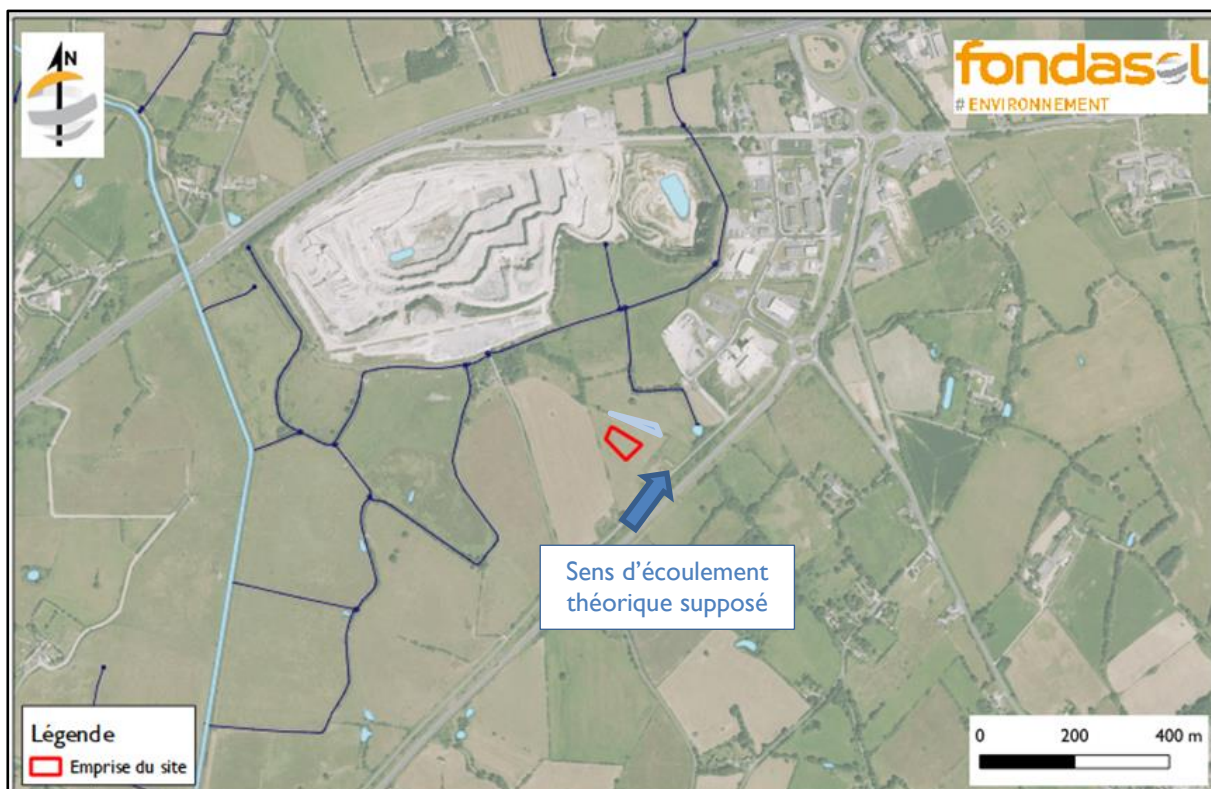 N
fondasol
#ENVIRONNEMENT
Sens d'écoulement
théorique supposé
Légende
Emprise du site
0 200 400 m